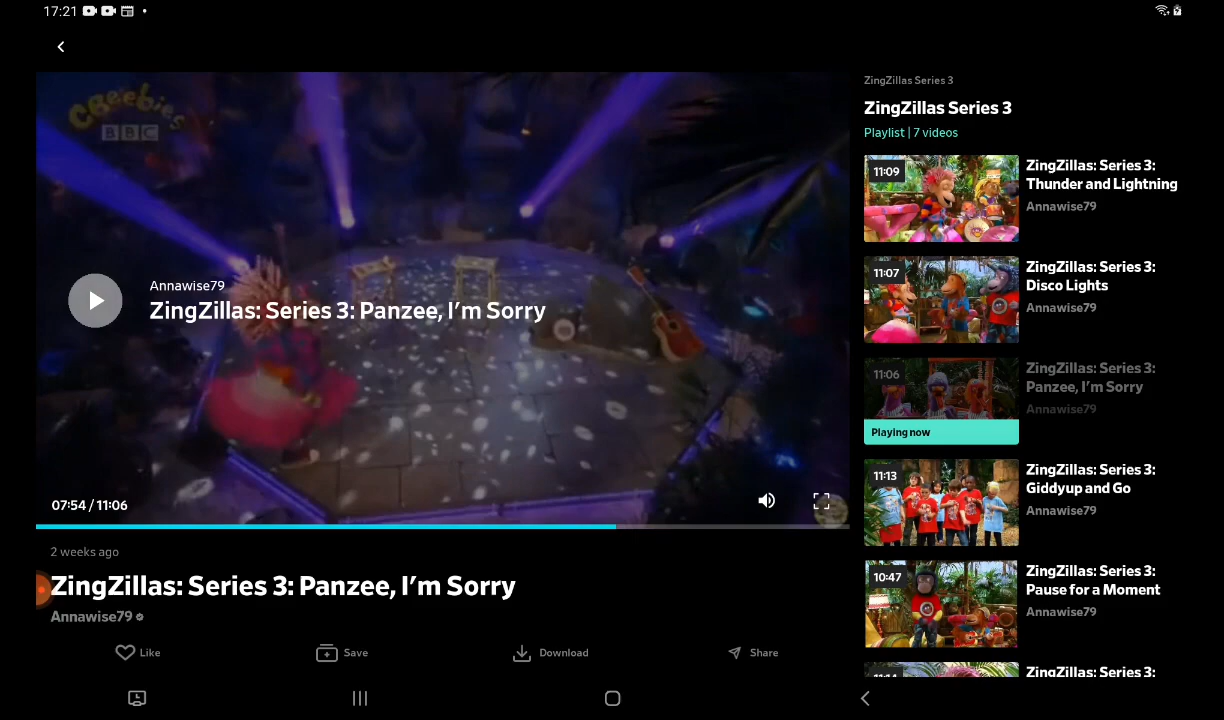 17:21
CBeebies
BBC
Annawise79
ZingZillas: Series 3: Panzee, I'm Sorry
07:54 / 11:06
2 weeks ago
ZingZillas: Series 3: Panzee, I'm Sorry
Annawise79
Like
Save
Download
Share
ZingZillas Series 3
ZingZillas Series 3
Playlist | 7 videos
11:09
ZingZillas: Series 3:
Thunder and Lightning
Annawise79
11:07
ZingZillas: Series 3:
Disco Lights
Annawise79
11:06
Playing now
ZingZillas: Series 3:
Panzee, I'm Sorry
Annawise79
11:13
ZingZillas: Series 3:
Giddyup and Go
Annawise79
10:47
ZingZillas: Series 3:
Pause for a Moment
Annawise79
ZingZillas: Series 3: